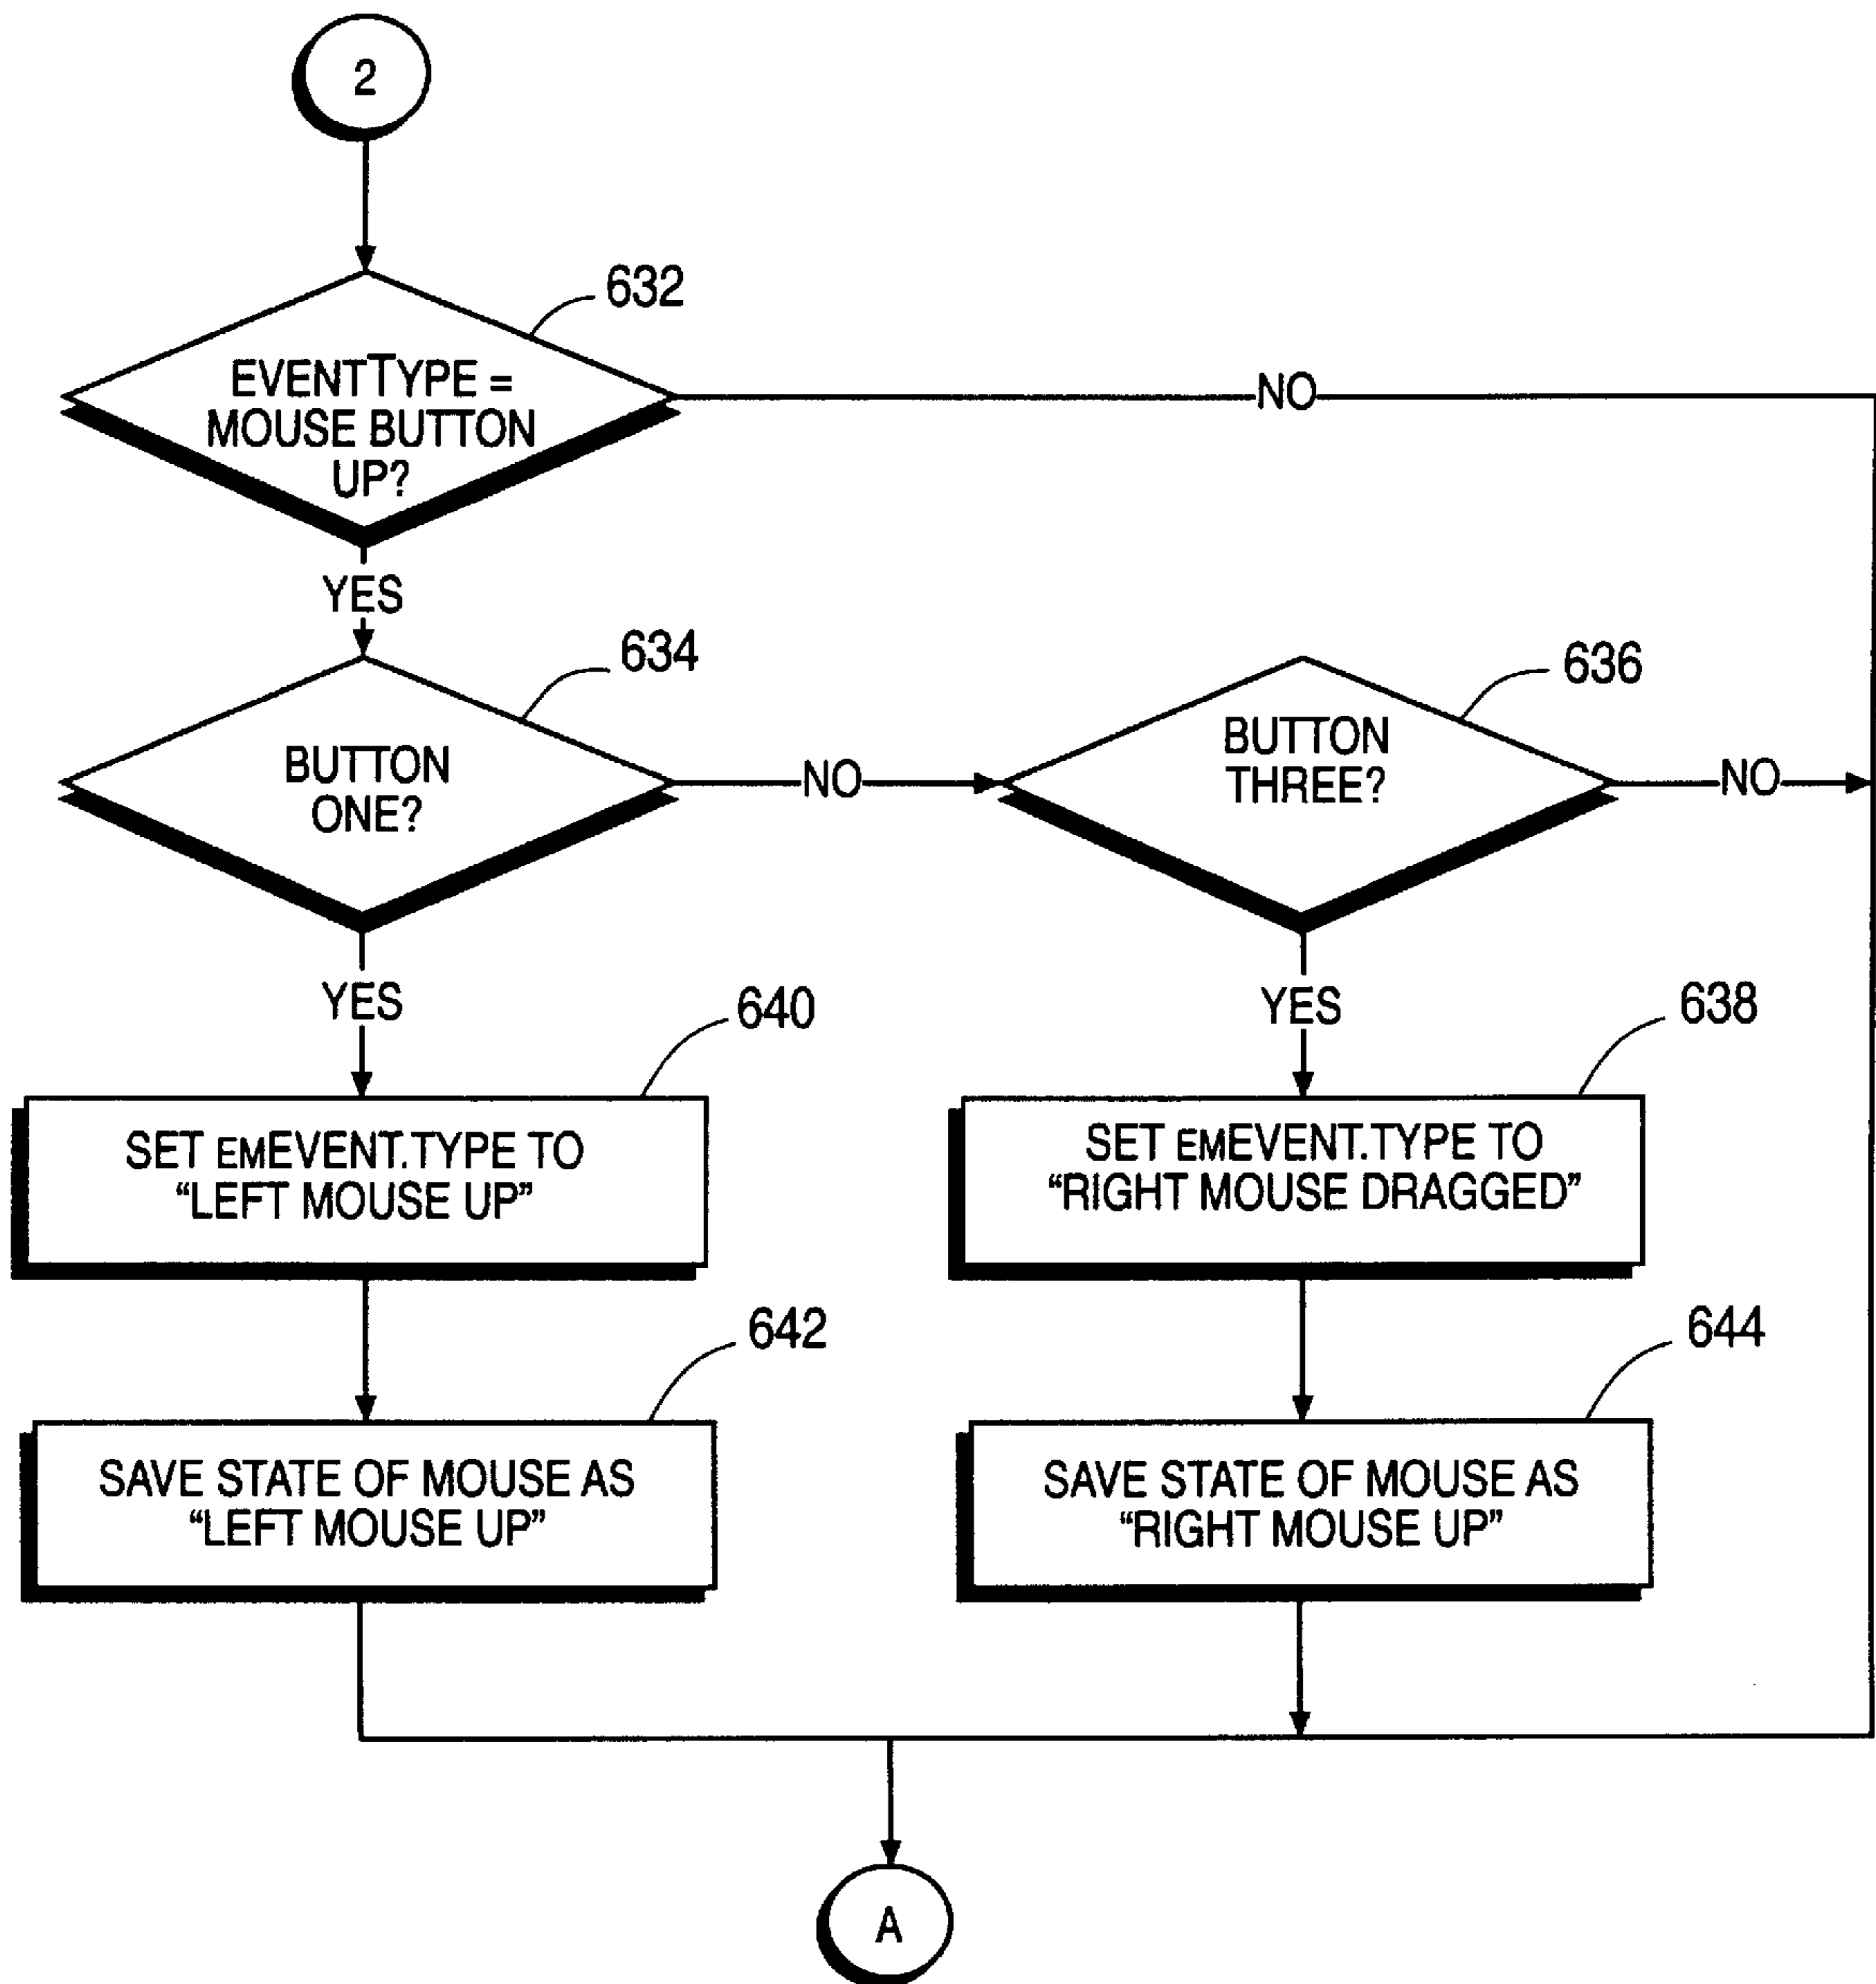 2
632
EVENTTYPE =
MOUSE BUTTON
UP?
NO
YES
634
636
BUTTON
ONE?
NO
BUTTON
THREE?
NO
YES
YES
640
638
SET EMEVENT.TYPE TO
“LEFT MOUSE UP”
SET EMEVENT.TYPE TO
“RIGHT MOUSE DRAGGED”
642
644
SAVE STATE OF MOUSE AS
“LEFT MOUSE UP”
SAVE STATE OF MOUSE AS
“RIGHT MOUSE UP”
A